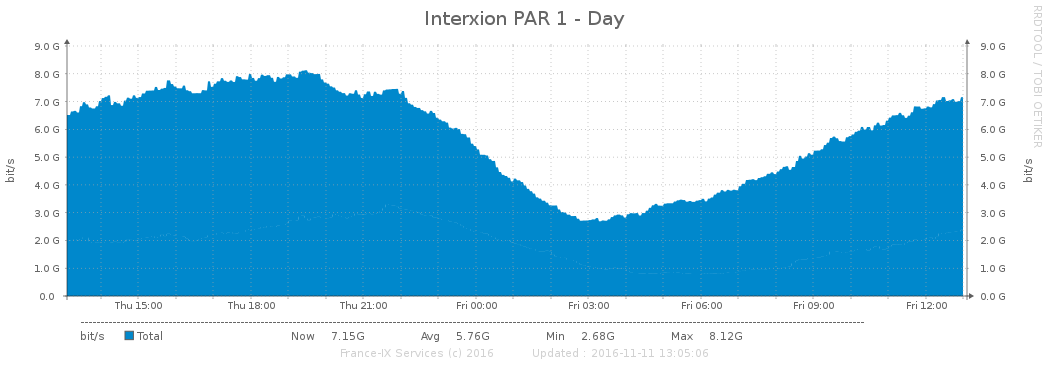 Interxion PAR 1 - Day
RRDTOOL / TOBI OETIKER
bit/s
9.0 G
8.0 G
7.0 G
6.0 G
5.0 G
4.0 G
3.0 G
2.0 G
1.0 G
0.0
9.0 G
8.0 G
7.0 G
6.0 G
5.0 G
4.0 G
3.0 G
2.0 G
1.0 G
0.0 G
bit/s
Thu 15:00 Thu 18:00 Thu 21:00 Fri 00:00 Fri 03:00 Fri 06:00 Fri 09:00 Fri 12:00
bit/s Total Now 7.15G Avg 5.76G Min 2.68G Max 8.12G
France-IX Services (c) 2016 Updated : 2016-11-11 13:05:06